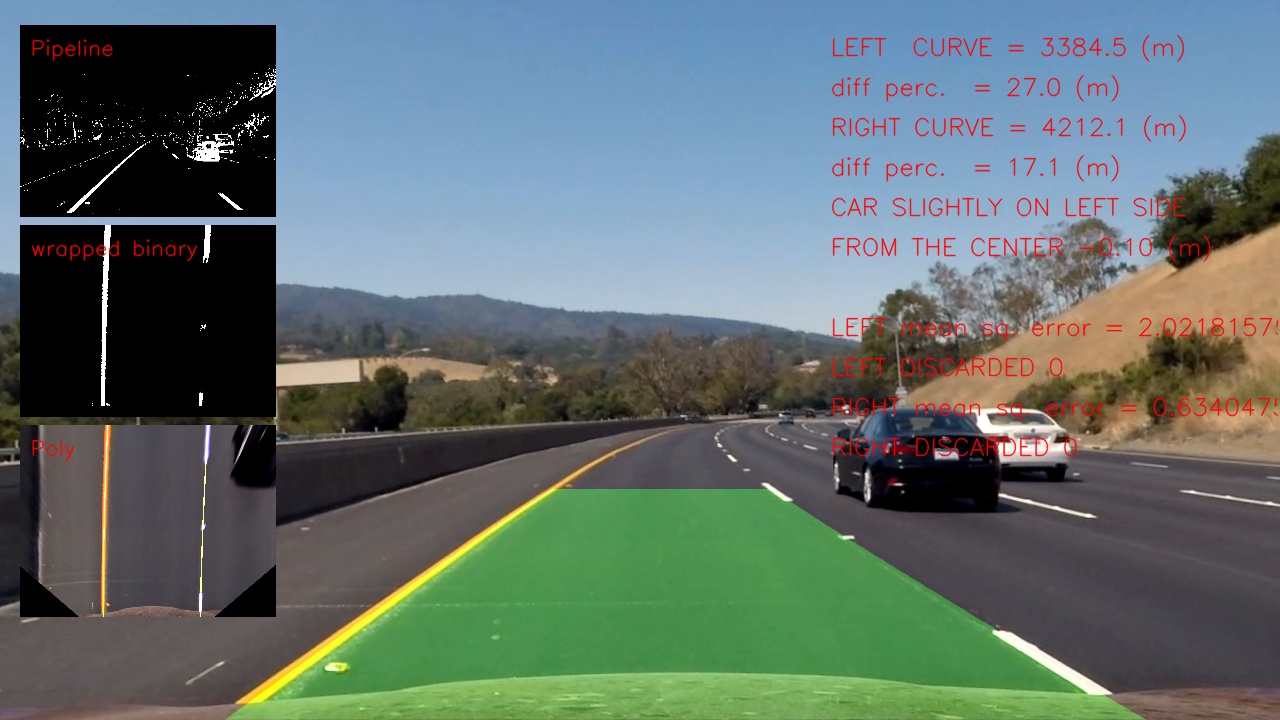 Pipeline
wrapped binary
Poly
LEFT CURVE = 3384.5 (m)
diff perc. = 27.0 (m)
RIGHT CURVE = 4212.1 (m)
diff perc. = 17.1 (m)
CAR SLIGHTLY ON LEFT SIDE
FROM THE CENTER -0.10 (m)
LEFT mean sq. error = 2.0218157
LEFT DISCARDED 0
RIGHT mean sq. error = 0.634047
RIGHT DISCARDED 0